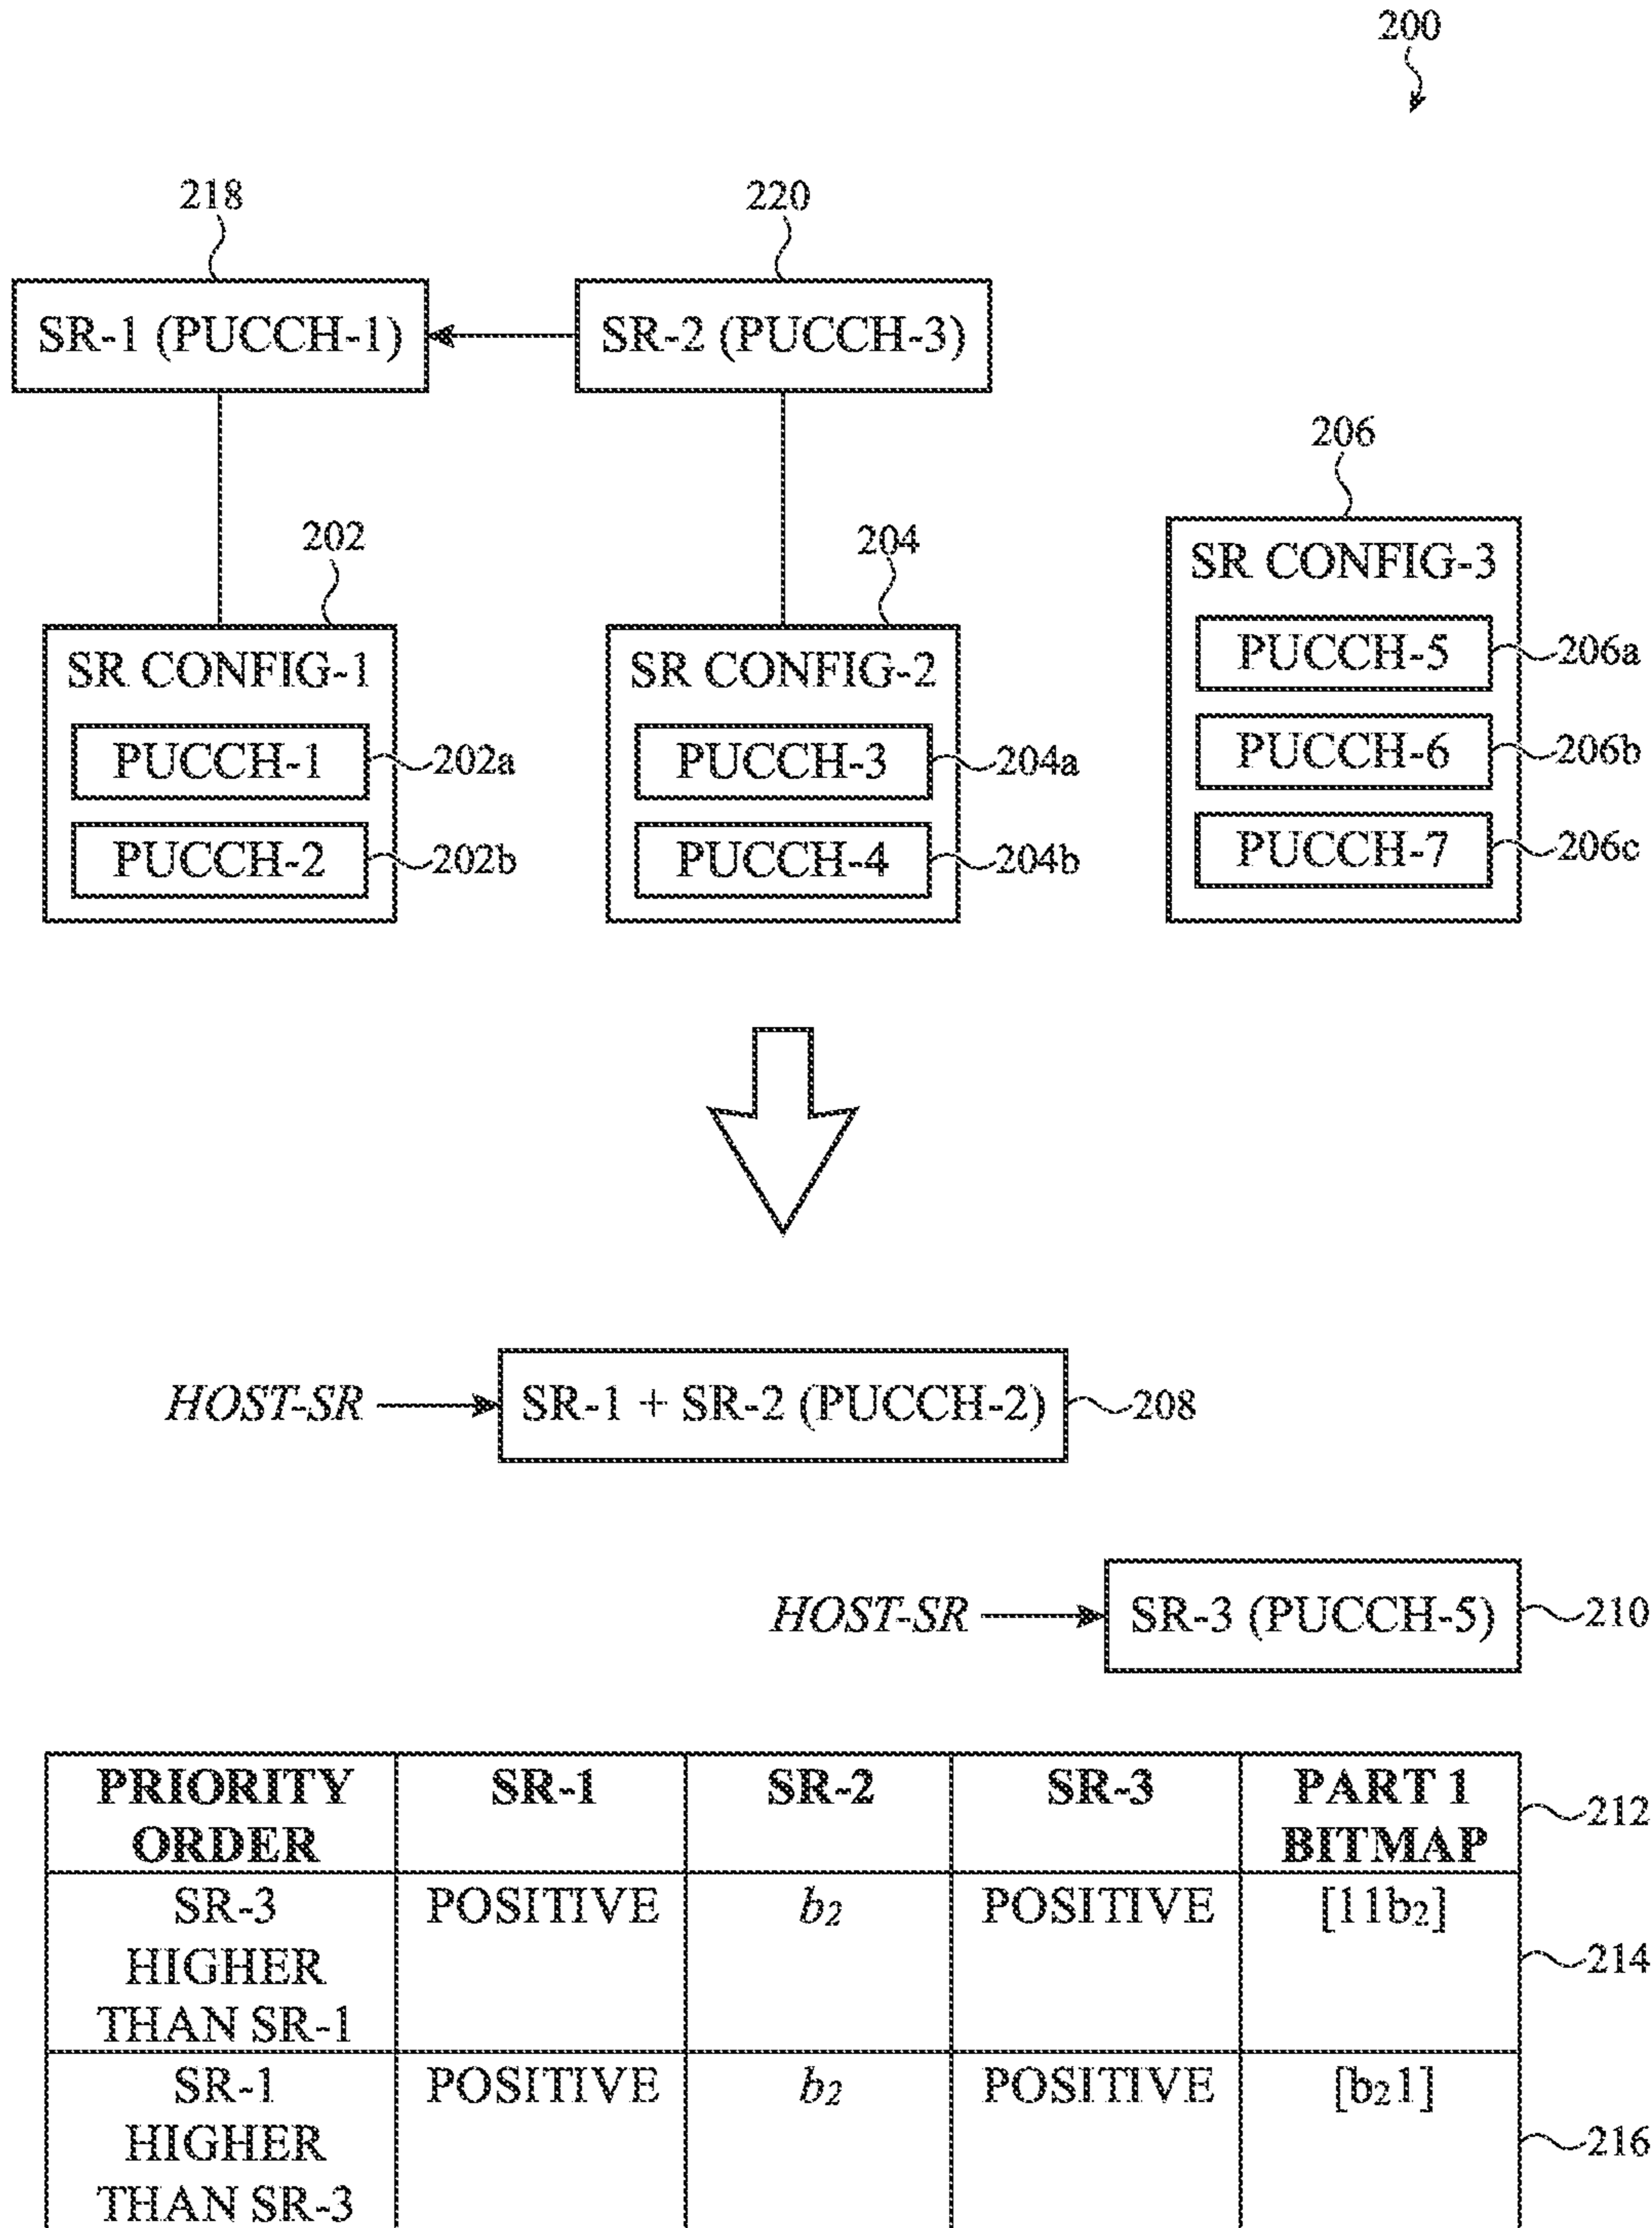 200
218
220
SR-1 (PUCCH-1)
SR-2 (PUCCH-3)
206
202
204
SR CONFIG-3
PUCCH-5
206a
PUCCH-6
206b
PUCCH-7
206c
SR CONFIG-1
PUCCH-1
202a
PUCCH-2
202b
SR CONFIG-2
PUCCH-3
204a
PUCCH-4
204b
HOST-SR
SR-1 + SR-2 (PUCCH-2)
208
HOST-SR
SR-3 (PUCCH-5)
210
PRIORITY ORDER
SR-1
SR-2
SR-3
PART 1 BITMAP
212
SR-3 HIGHER THAN SR-1
POSITIVE
b₂
POSITIVE
[11b₂]
214
SR-1 HIGHER THAN SR-3
POSITIVE
b₂
POSITIVE
[b₂1]
216